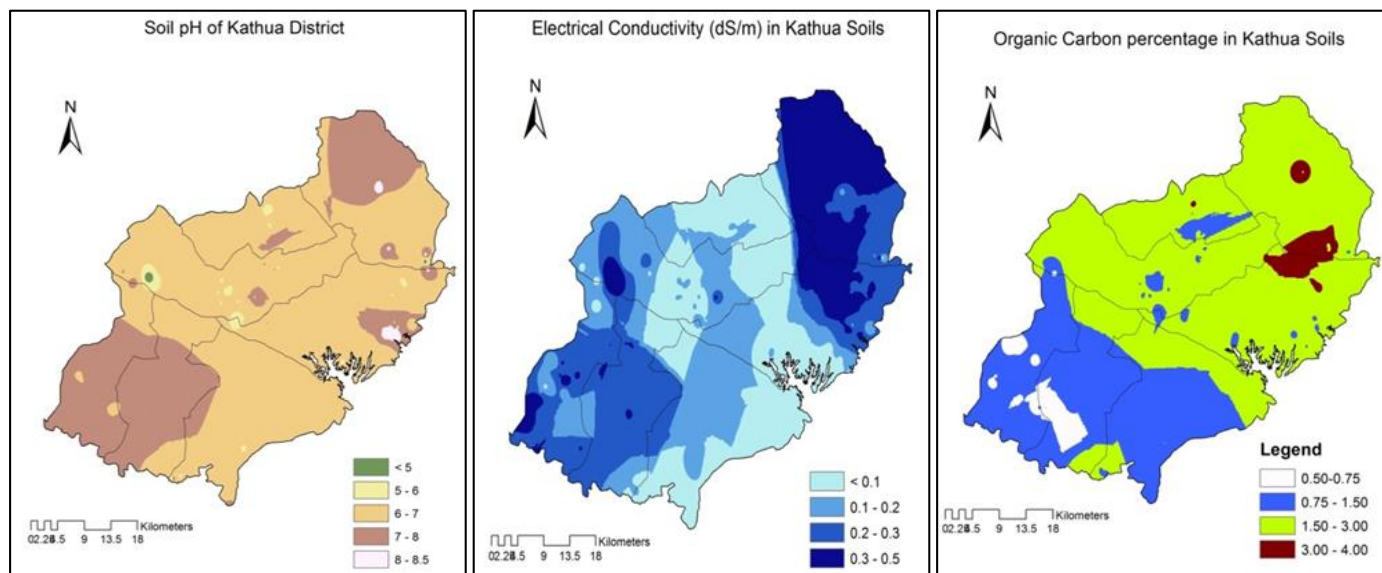 Soil pH of Kathua District
N
< 5
5 - 6
6 - 7
7 - 8
8 - 8.5
Kilometers
9 13.5 18
Electrical Conductivity (dS/m) in Kathua Soils
N
< 0.1
0.1 - 0.2
0.2 - 0.3
0.3 - 0.5
Kilometers
9 13.5 18
Organic Carbon percentage in Kathua Soils
N
Legend
0.50-0.75
0.75 - 1.50
1.50 - 3.00
3.00 - 4.00
Kilometers
9 13.5 18